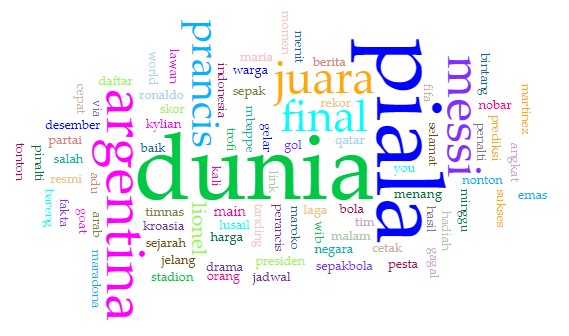 dunia
piala
argentina
prancis
messi
juara
final
lionel
daftar
world
lawan
ronaldo
skor
cepat
via
desember
kylian
partai
baik
salah
tonton
pinalti
resmi
adu
bareng
fakta
goat
arab
maradona
maria
momen
menit
indonesia
warga
berita
sepak
rekor
mbappe
trofi
gelar
gol
qatar
kali
link
you
fifa
selamat
bintang
nobar
martinez
penalti
prediksi
angkat
nonton
menang
minggu
sukses
emas
timnas
kroasia
sejarah
jelang
stadion
main
lusail
harga
drama
orang
tanding
perancis
presiden
jadwal
maroko
laga
wib
bola
tim
malam
negara
sepakbola
cetak
pesta
hasil
hadiah
gagal